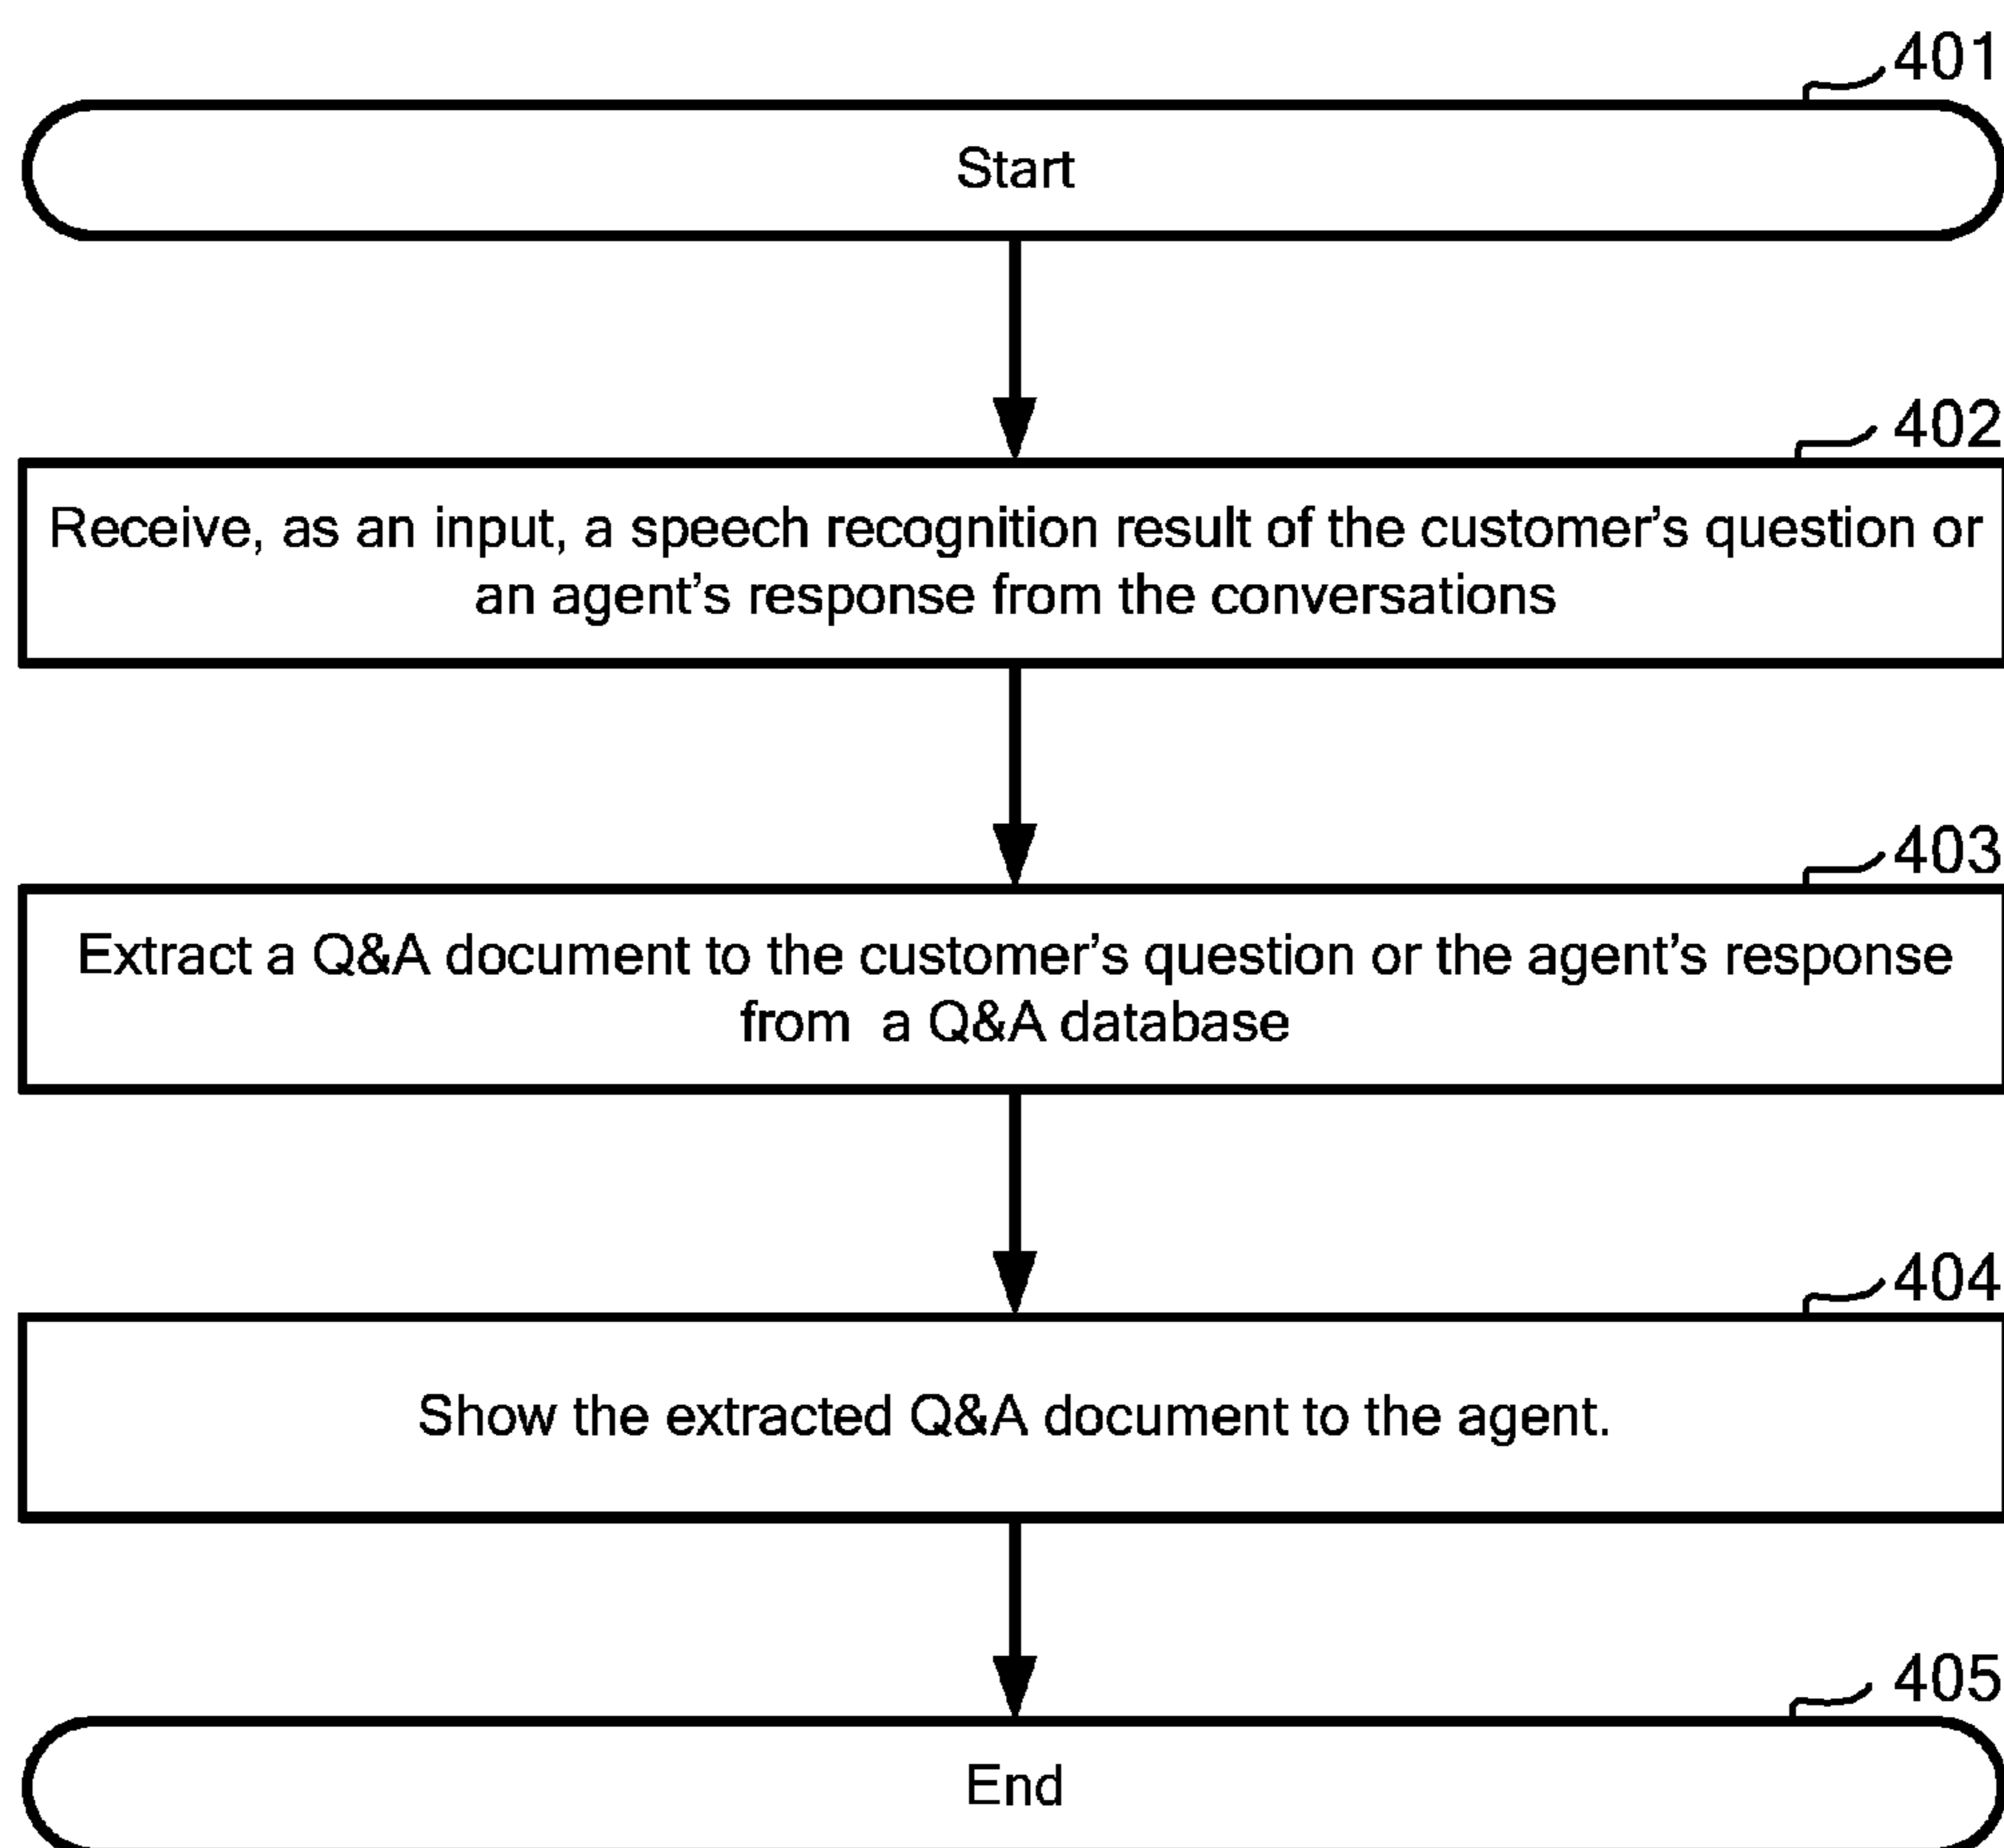 401
Start
402
Receive, as an input, a speech recognition result of the customer's question or
an agent's response from the conversations
403
Extract a Q&A document to the customer's question or the agent's response
from a Q&A database
404
Show the extracted Q&A document to the agent.
405
End